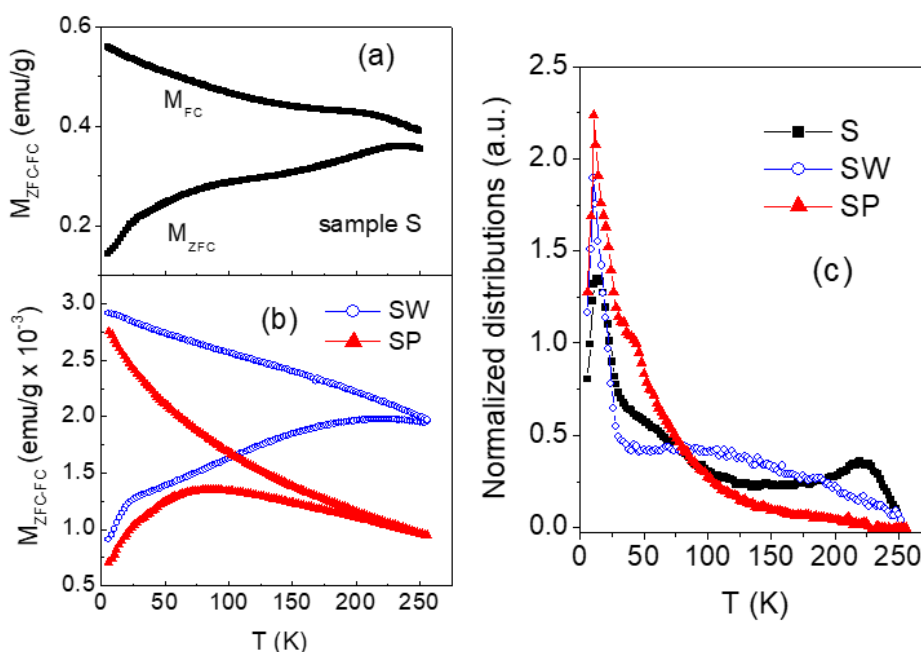 0.6
0.4
0.2
M_ZFC-FC (emu/g)
(a)
M_FC
M_ZFC
sample S
3.0
2.5
2.0
1.5
1.0
0.5
M_ZFC-FC (emu/g x 10^-3)
(b)
SW
SP
0 50 100 150 200 250
T (K)
2.5
2.0
1.5
1.0
0.5
0.0
Normalized distributions (a.u.)
S
SW
SP
(c)
0 50 100 150 200 250
T (K)